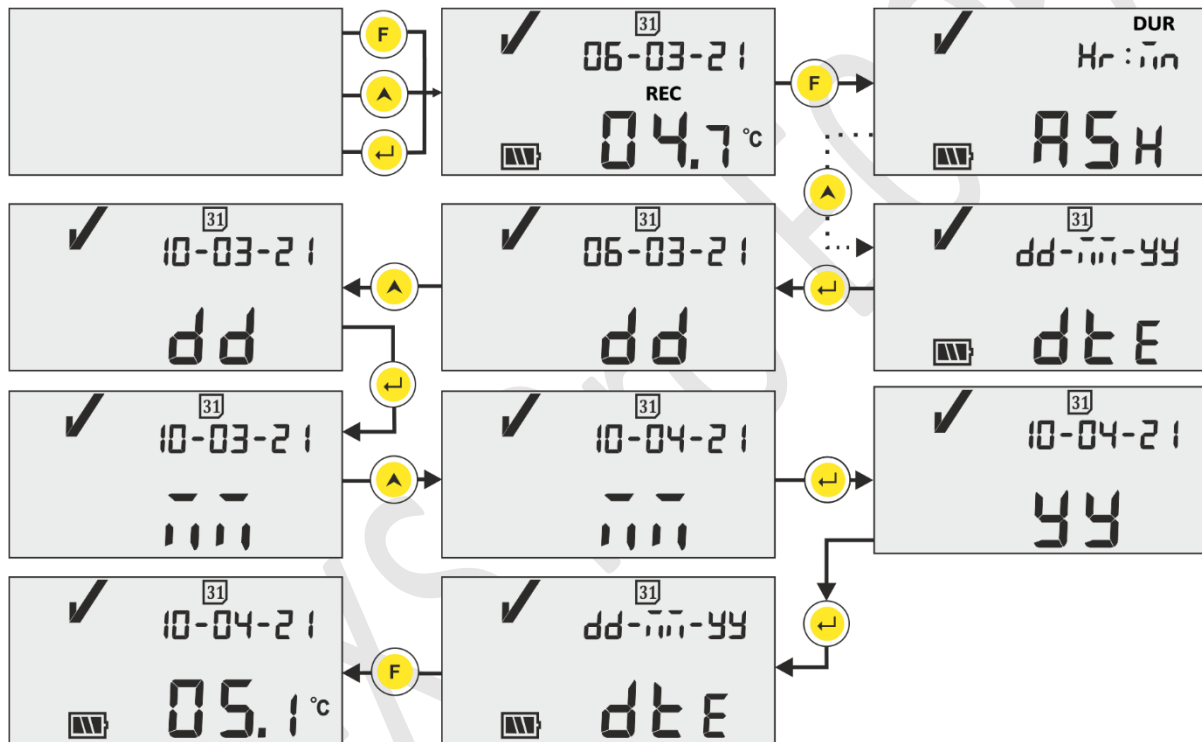 F
31
06-03-21
REC
04.7 °C
F
DUR
Hr:mn
ASH
31
10-03-21
dd
31
06-03-21
dd
31
dd-mm-yy
dtE
31
10-03-21
mm
31
10-04-21
mm
31
10-04-21
yy
31
10-04-21
05.1 °C
F
31
dd-mm-yy
dtE